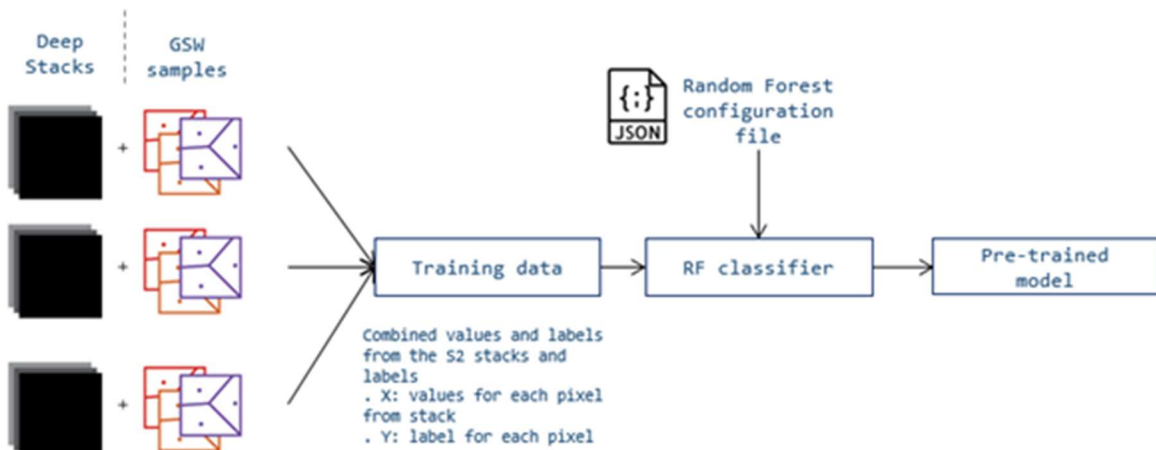 Deep
Stacks
GSW
samples
+
+
+
{;}
JSON
Random Forest
configuration
file
Training data
RF classifier
Pre-trained
model
Combined values and labels
from the S2 stacks and
labels
. X: values for each pixel
from stack
. Y: label for each pixel